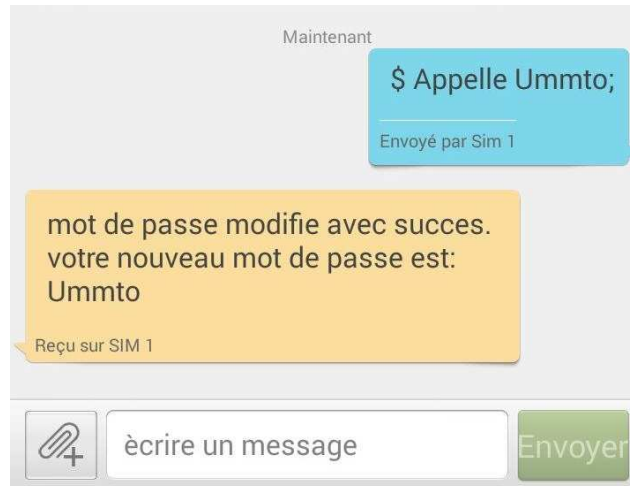 Maintenant
$ Appelle Ummto;
Envoyé par Sim 1
mot de passe modifie avec succes.
votre nouveau mot de passe est:
Ummto
Reçu sur SIM 1
ècrire un message
Envoyer